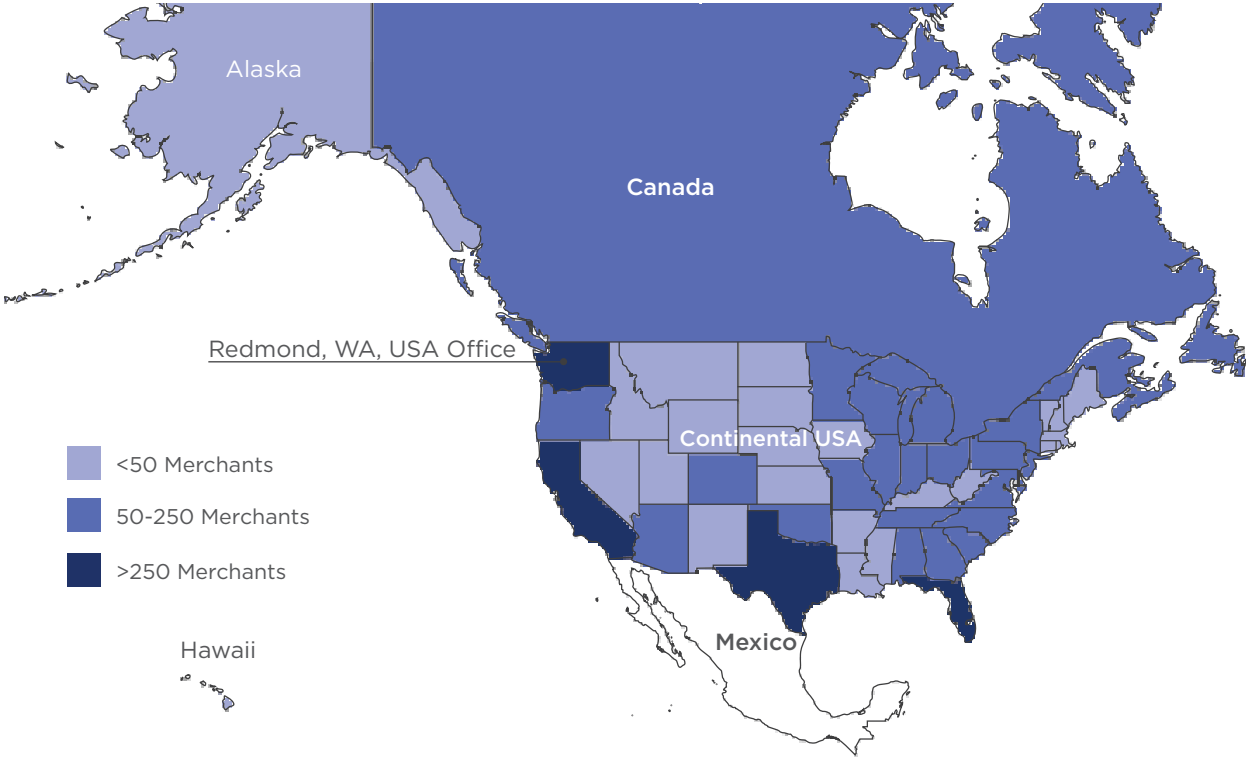 Alaska
Canada
Redmond, WA, USA Office
Continental USA
<50 Merchants
50-250 Merchants
>250 Merchants
Hawaii
Mexico